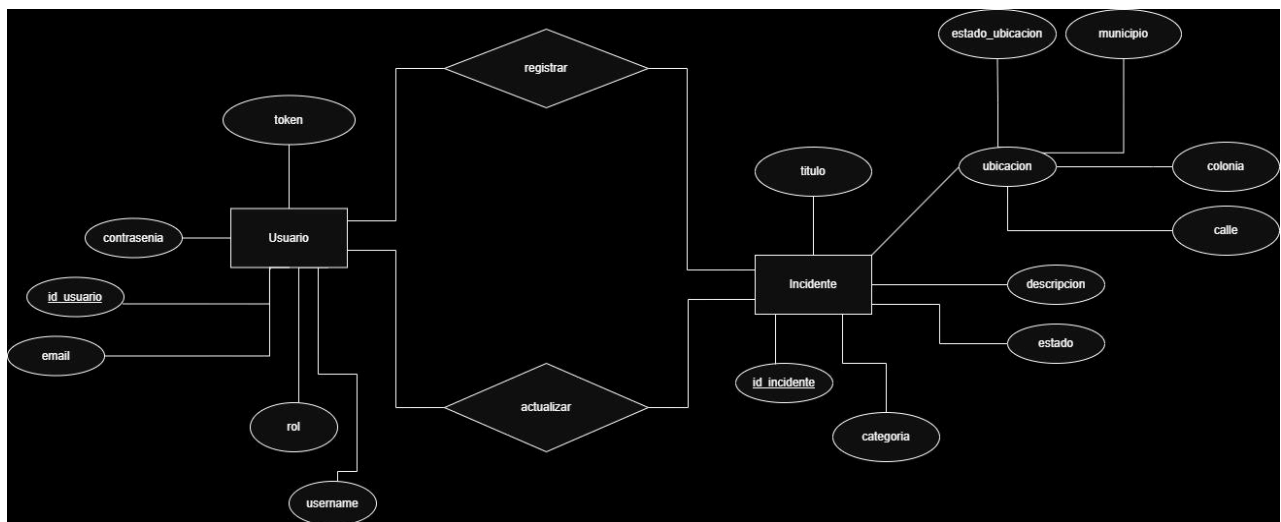 estado_ubicacion
municipio
registrar
token
titulo
ubicacion
colonia
contrasenia
Usuario
calle
id_usuario
Incidente
descripcion
email
estado
id_incidente
actualizar
rol
categoria
username